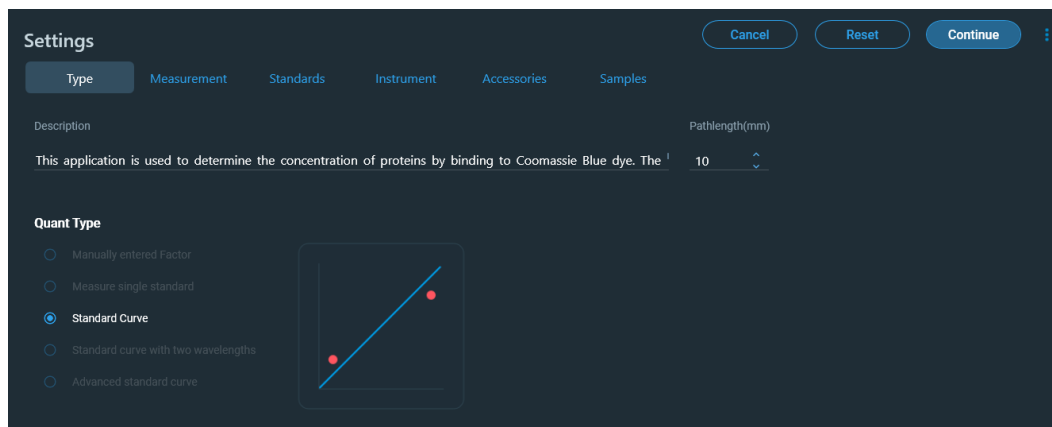 Settings
Cancel
Reset
Continue
Type
Measurement
Standards
Instrument
Accessories
Samples
Description
Pathlength(mm)
This application is used to determine the concentration of proteins by binding to Coomassie Blue dye. The
10
Quant Type
Manually entered Factor
Measure single standard
Standard Curve
Standard curve with two wavelengths
Advanced standard curve